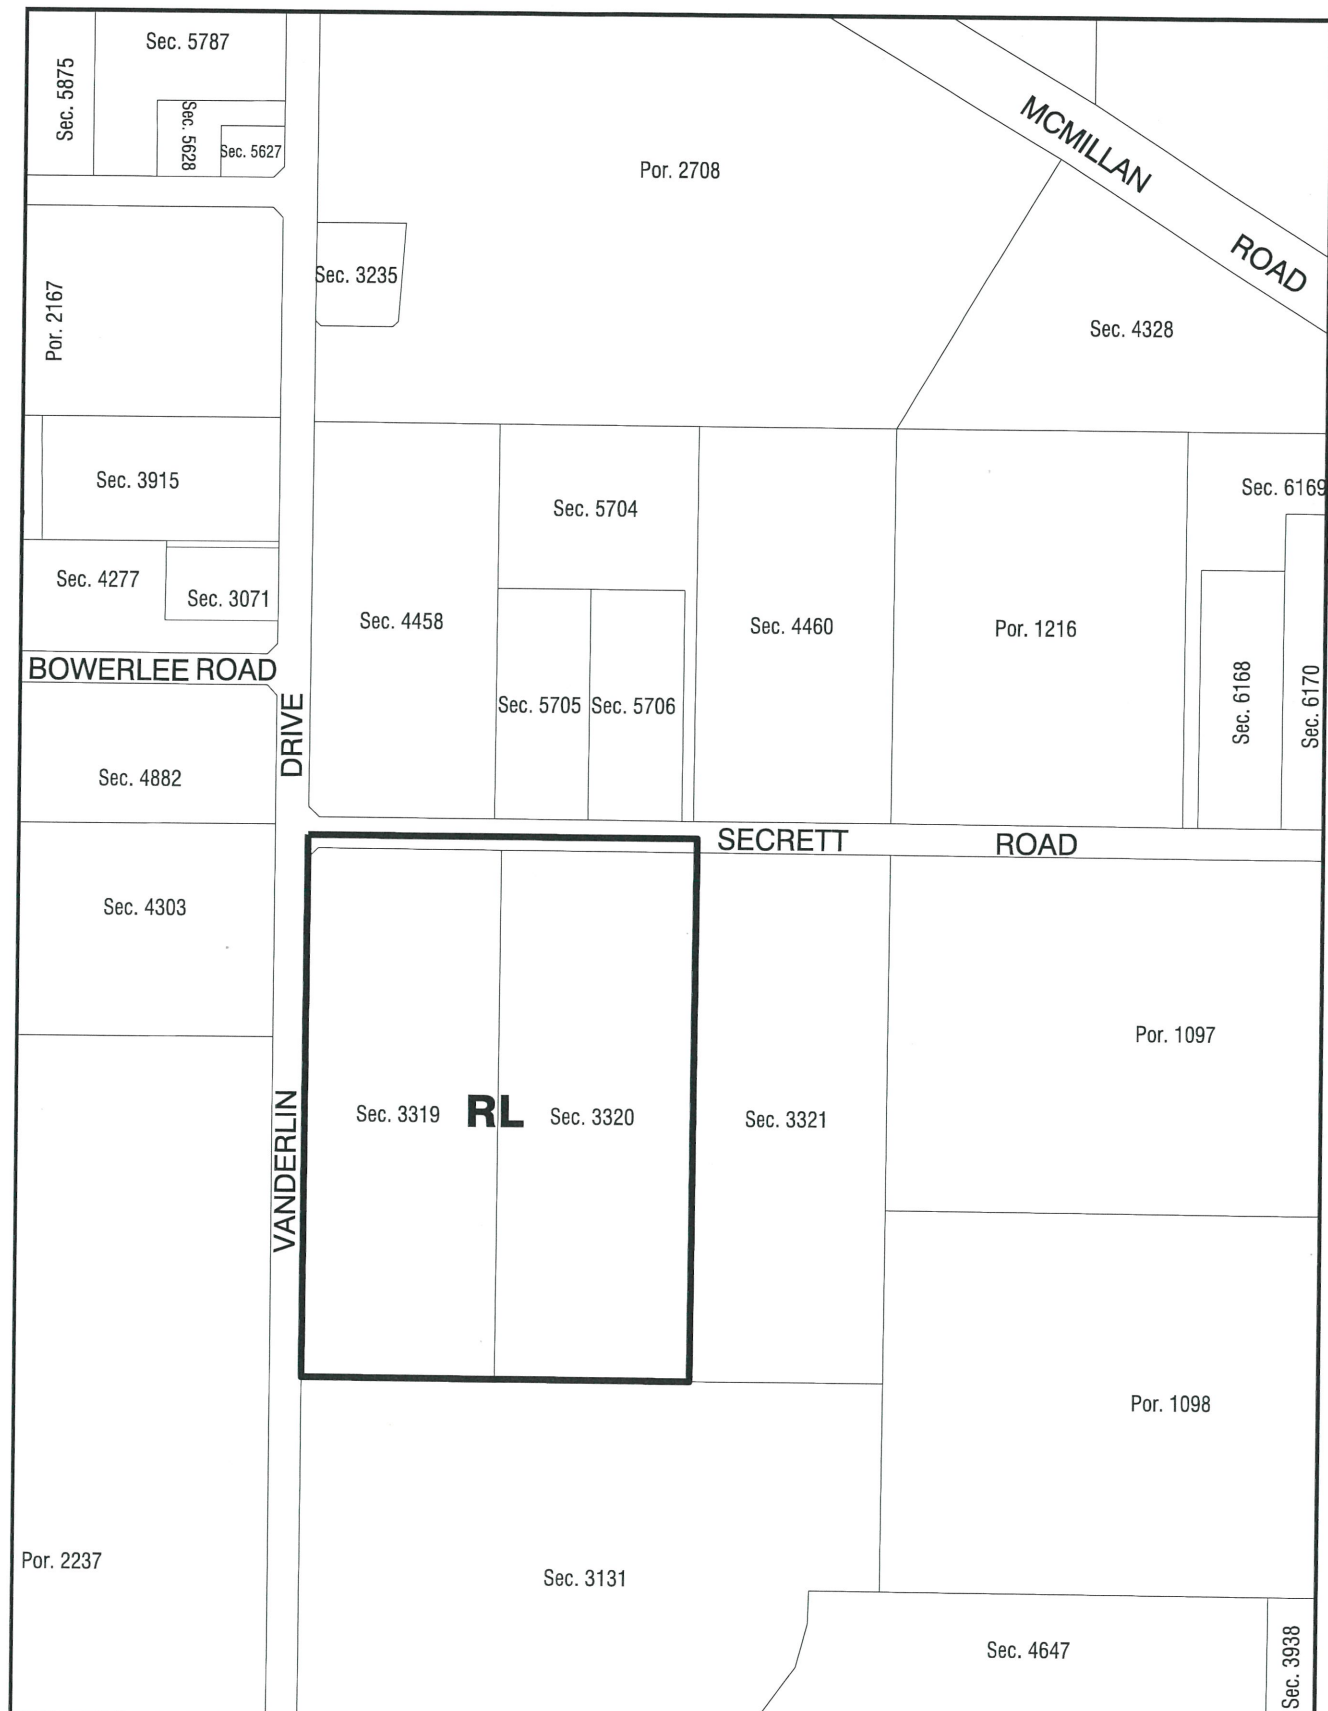 Sec. 5787
Sec. 5875
Sec. 5628
Sec. 5627
MCMILLAN
ROAD
Por. 2708
Sec. 3235
Por. 2167
Sec. 4328
Sec. 3915
Sec. 5704
Sec. 6169
Sec. 4277
Sec. 3071
Sec. 4458
Sec. 4460
Por. 1216
BOWERLEE ROAD
DRIVE
Sec. 5705
Sec. 5706
Sec. 6168
Sec. 6170
Sec. 4882
SECRETT
ROAD
Sec. 4303
Por. 1097
VANDERLIN
Sec. 3319
RL
Sec. 3320
Sec. 3321
Por. 1098
Por. 2237
Sec. 3131
Sec. 4647
Sec. 3938